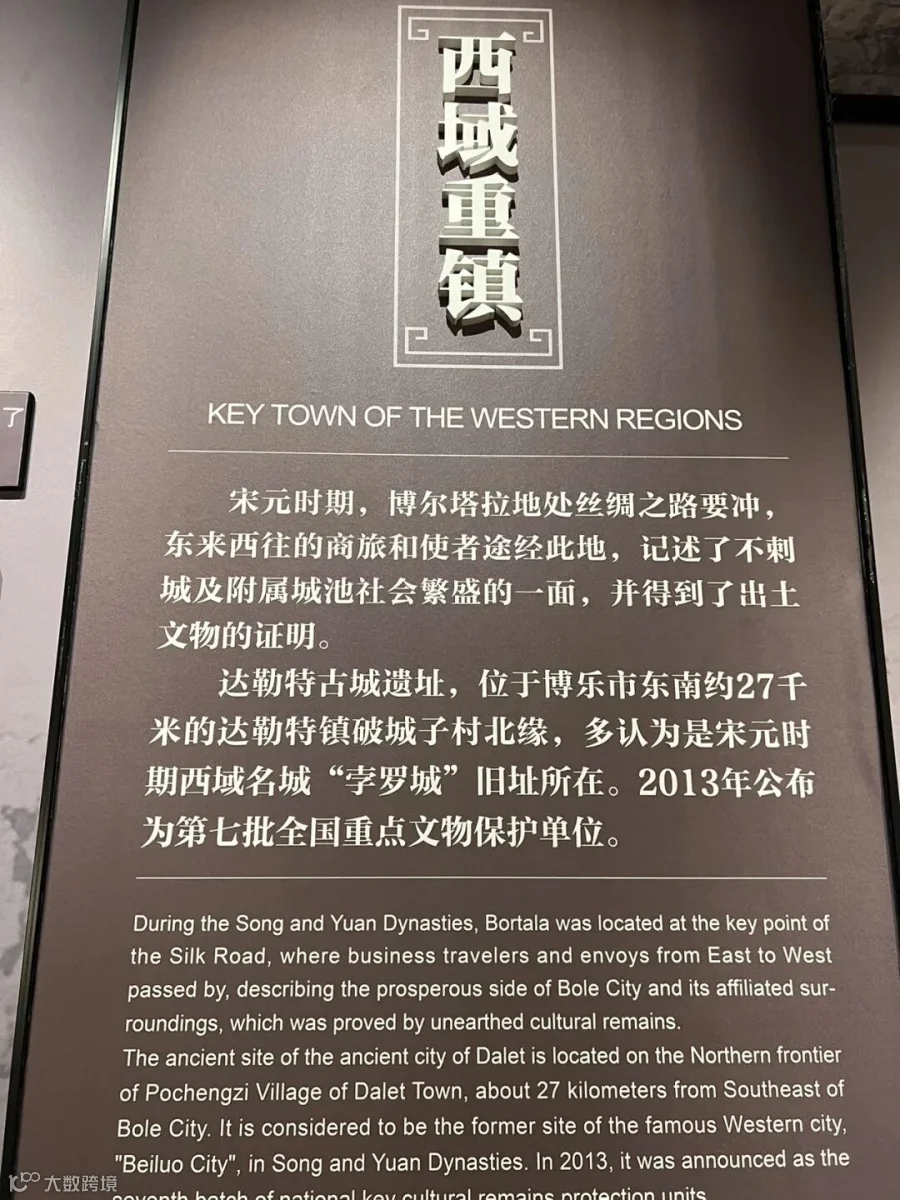 西域重镇
KEY TOWN OF THE WESTERN REGIONS
宋元时期，博尔塔拉地处丝绸之路要冲，
东来西往的商旅和使者途经此地，记述了不剌
城及附属城池社会繁盛的一面，并得到了出土
文物的证明。
达勒特古城遗址，位于博乐市东南约27千
米的达勒特镇破城子村北缘，多认为是宋元时
期西域名城“孛罗城”旧址所在。2013年公布
为第七批全国重点文物保护单位。
During the Song and Yuan Dynasties, Bortala was located at the key point of
the Silk Road, where business travelers and envoys from East to West
passed by, describing the prosperous side of Bole City and its affiliated sur-
roundings, which was proved by unearthed cultural remains.
The ancient site of the ancient city of Dalet is located on the Northern frontier
of Pochengzi Village of Dalet Town, about 27 kilometers from Southeast of
Bole City. It is considered to be the former site of the famous Western city,
"Beiluo City", in Song and Yuan Dynasties. In 2013, it was announced as the
seventh batch of national key cultural remains protection units.
了
大数跨境